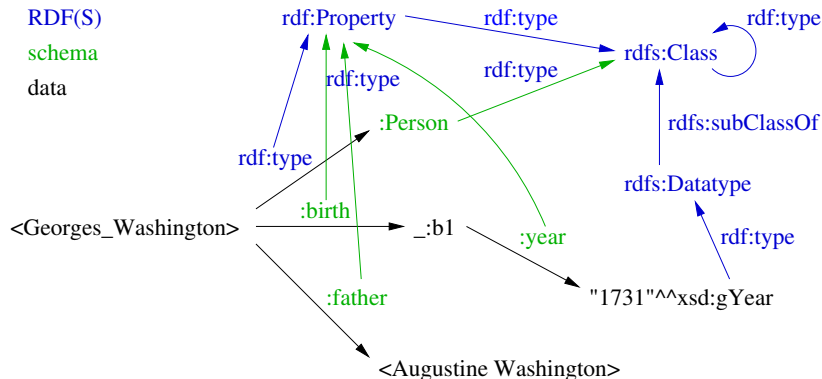 RDF(S)
schema
data
rdf:Property
rdf:type
rdf:type
rdfs:Class
rdf:type
rdf:type
:Person
rdfs:subClassOf
rdf:type
rdfs:Datatype
:birth
<Georges_Washington>
_:b1
:year
rdf:type
:father
"1731"^^xsd:gYear
<Augustine Washington>